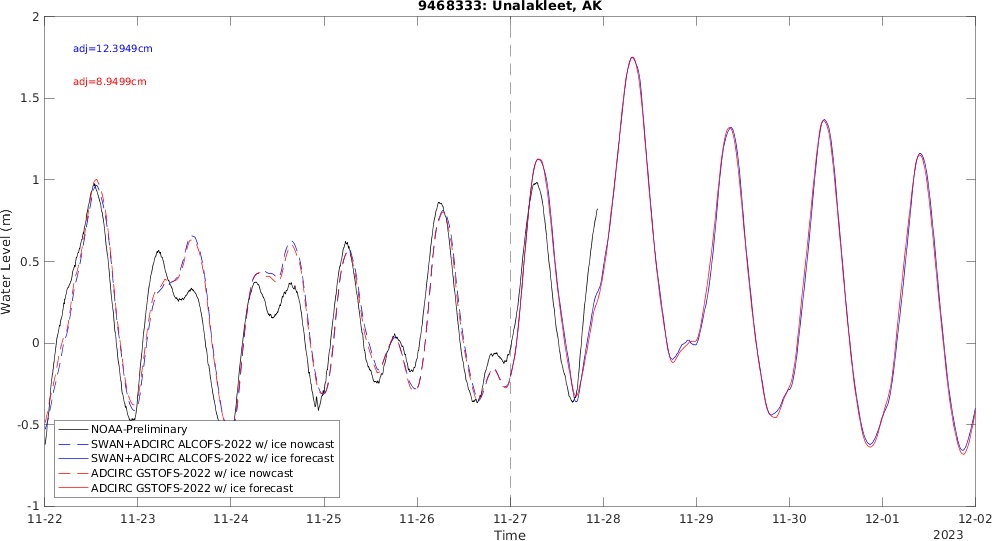 9468333: Unalakleet, AK
adj=12.3949cm
adj=8.9499cm
2
1.5
1
0.5
0
-0.5
-1
Water Level (m)
NOAA-Preliminary
SWAN+ADCIRC ALCOFS-2022 w/ ice nowcast
SWAN+ADCIRC ALCOFS-2022 w/ ice forecast
ADCIRC GSTOFS-2022 w/ ice nowcast
ADCIRC GSTOFS-2022 w/ ice forecast
11-22 11-23 11-24 11-25 11-26 11-27 11-28 11-29 11-30 12-01 12-02
Time
2023